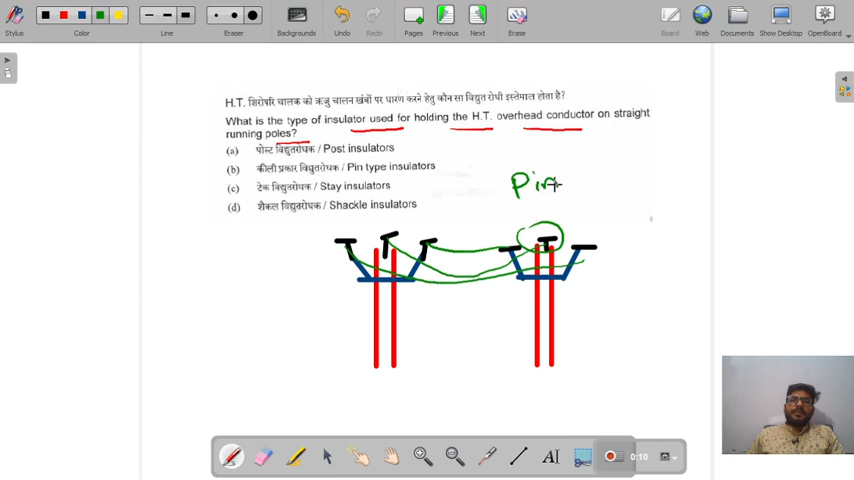 Stylus
Color
Line
Eraser
Backgrounds
Undo
Redo
Pages
Previous
Next
Erase
Board
Web
Documents
Show Desktop
OpenBoard
H.T. शिरोपरि चालक को ऋजु चालन खंबों पर धारण करने हेतु कौन सा विद्युत रोधी इस्तेमाल होता है?
What is the type of insulator used for holding the H.T. overhead conductor on straight
running poles?
(a) पोस्ट विद्युतरोधक / Post insulators
(b) कीली प्रकार विद्युतरोधक / Pin type insulators
(c) टेक विद्युतरोधक / Stay insulators
(d) शैकल विद्युतरोधक / Shackle insulators
Pin
0:10